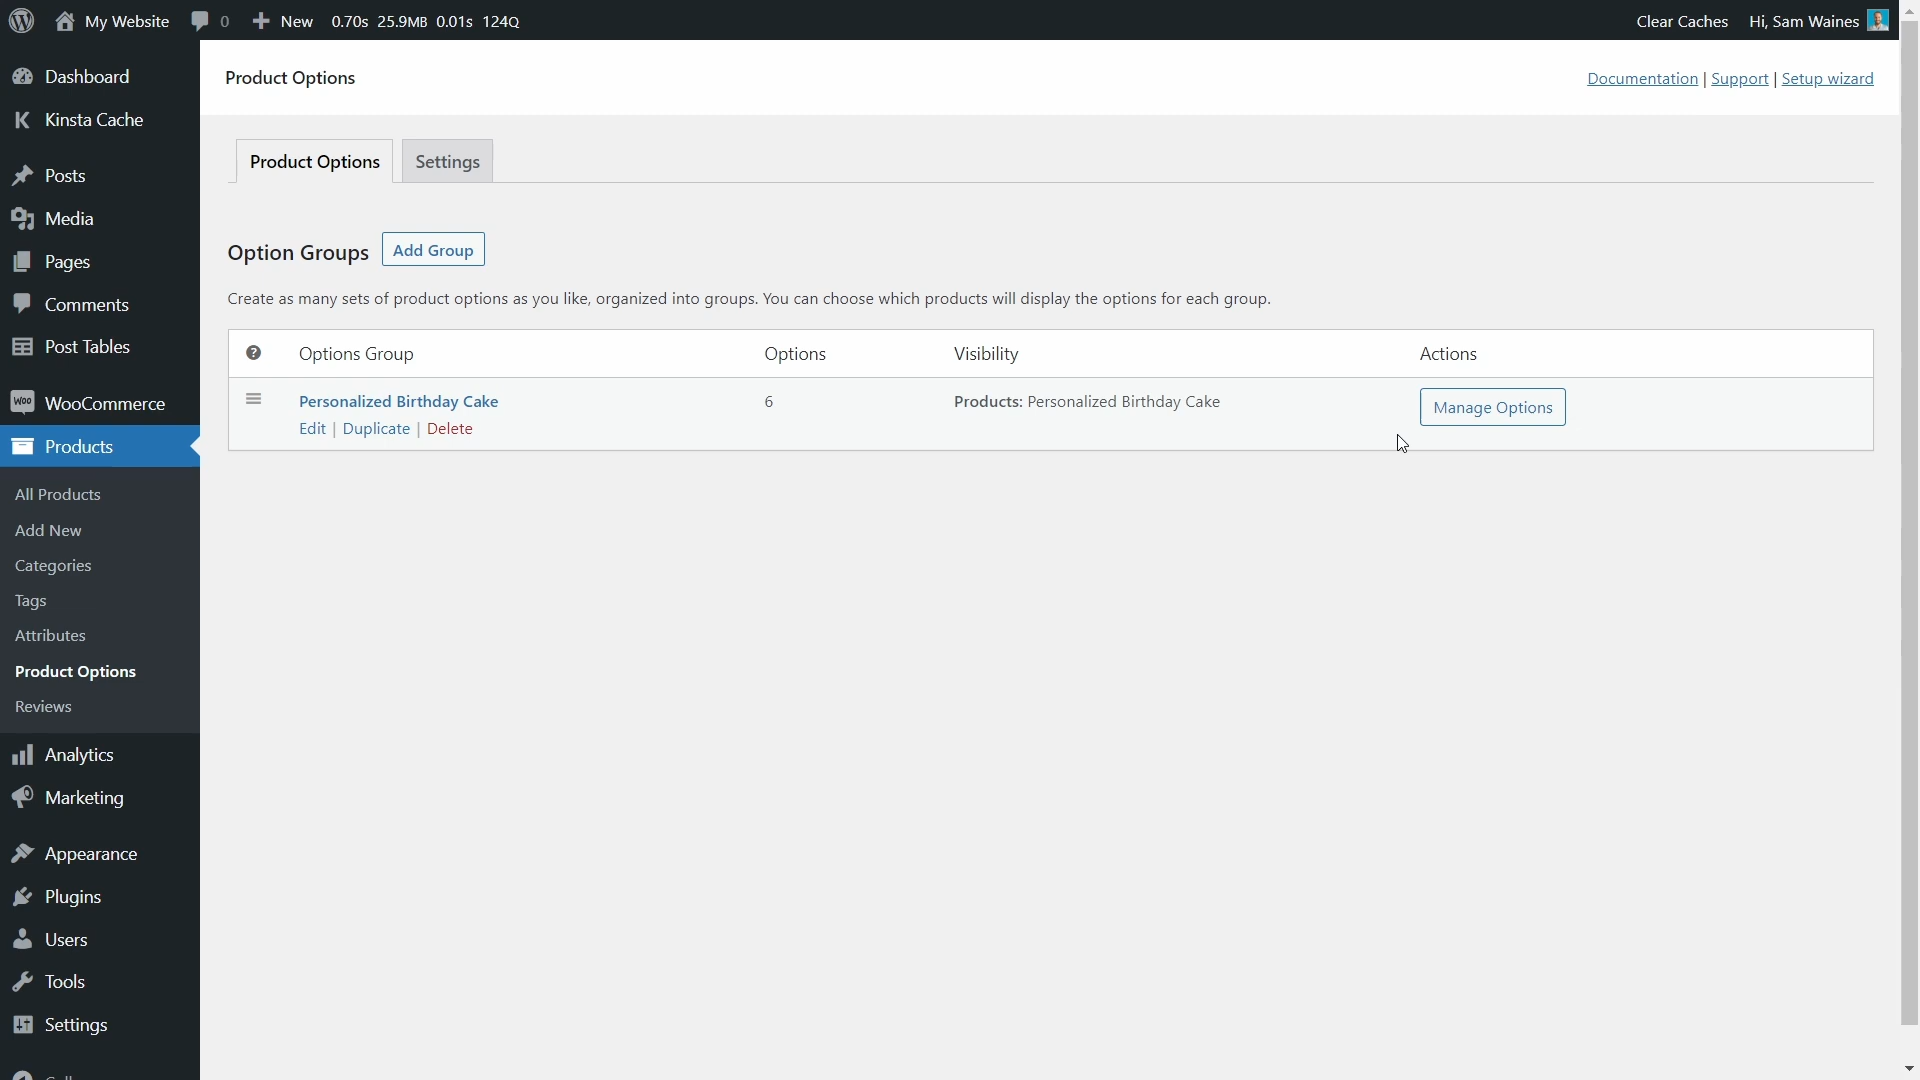 My Website 0 New 0.70s 25.9MB 0.01s 124Q Clear Caches Hi, Sam Waines
Dashboard
Kinsta Cache
Posts
Media
Pages
Comments
Post Tables
WooCommerce
Products
All Products
Add New
Categories
Tags
Attributes
Product Options
Reviews
Analytics
Marketing
Appearance
Plugins
Users
Tools
Settings
Product Options
Documentation | Support | Setup wizard
Product Options Settings
Option Groups Add Group
Create as many sets of product options as you like, organized into groups. You can choose which products will display the options for each group.
? Options Group Options Visibility Actions
Personalized Birthday Cake 6 Products: Personalized Birthday Cake Manage Options
Edit | Duplicate | Delete